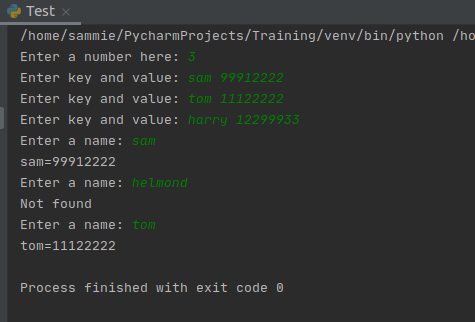 Test
/home/sammie/PycharmProjects/Training/venv/bin/python /ho
Enter a number here: 3
Enter key and value: sam 99912222
Enter key and value: tom 11122222
Enter key and value: harry 12299933
Enter a name: sam
sam=99912222
Enter a name: helmond
Not found
Enter a name: tom
tom=11122222
Process finished with exit code 0